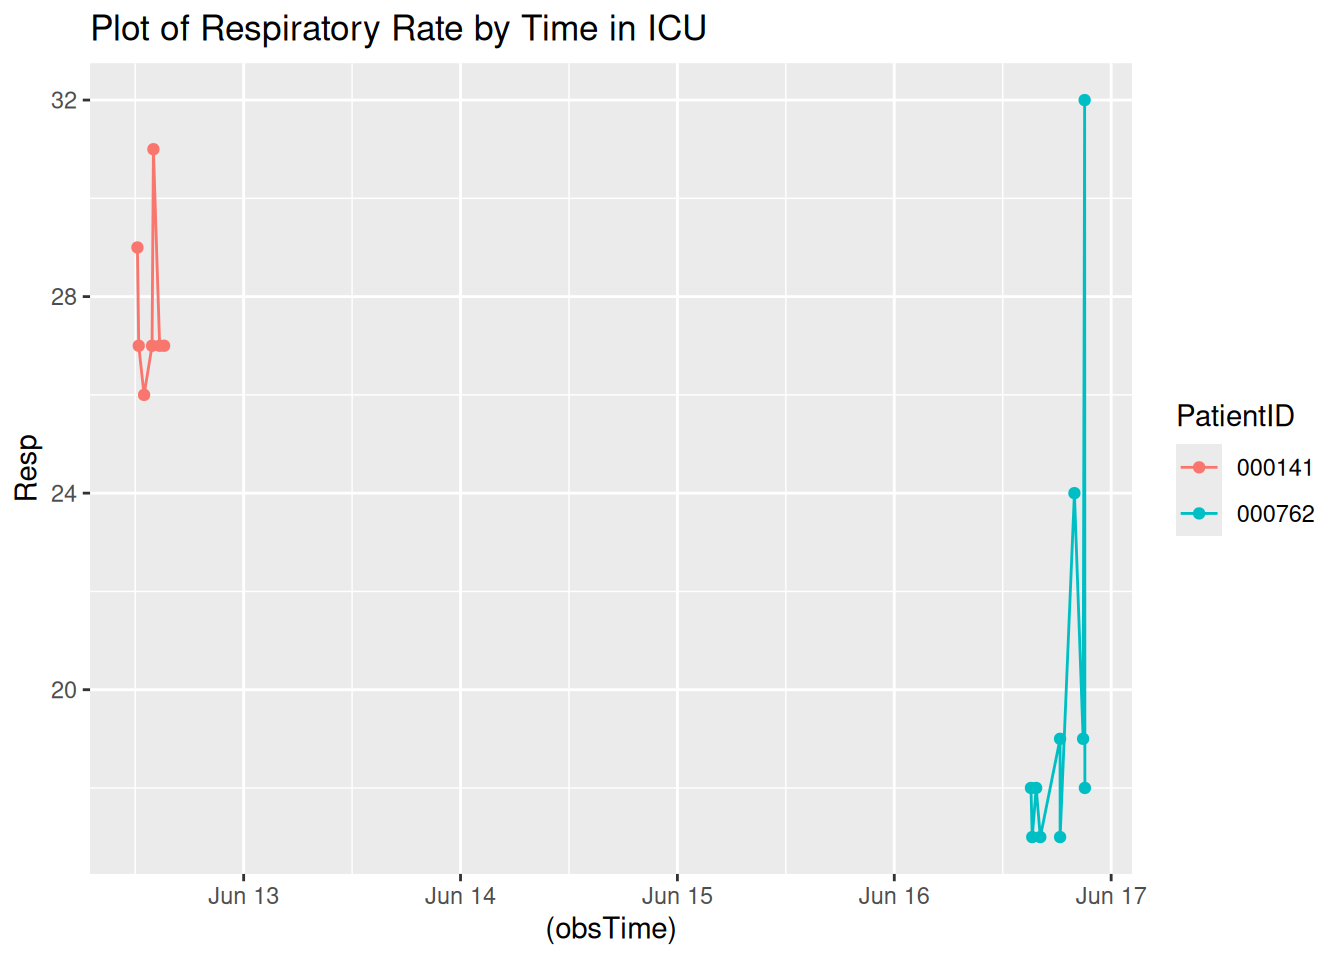 Plot of Respiratory Rate by Time in ICU
32
28
24
20
Resp
Jun 13 Jun 14 Jun 15 Jun 16 Jun 17
(obsTime)
PatientID
000141
000762